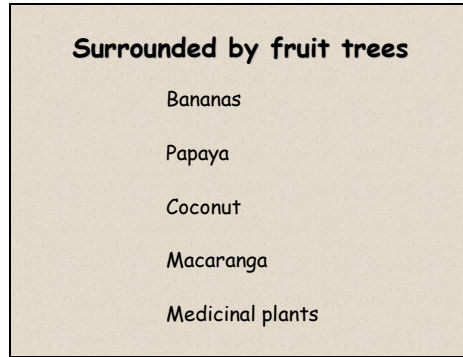 Surrounded by fruit trees
Bananas
Papaya
Coconut
Macaranga
Medicinal plants